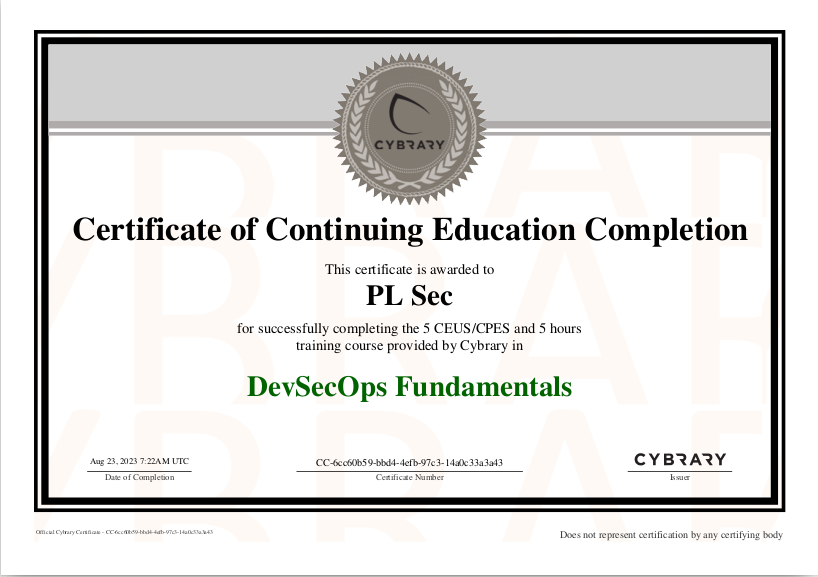 CYBRARY
Certificate of Continuing Education Completion
This certificate is awarded to
PL Sec
for successfully completing the 5 CEUS/CPES and 5 hours
training course provided by Cybrary in
DevSecOps Fundamentals
Aug 23, 2023 7:22AM UTC
Date of Completion
CC-6cc60b59-bbd4-4efb-97c3-14a0c33a3a43
Certificate Number
CYBRARY
Issuer
Official Cybrary Certificate - CC-6cc60b59-bbd4-4efb-97c3-14a0c33a3a43
Does not represent certification by any certifying body